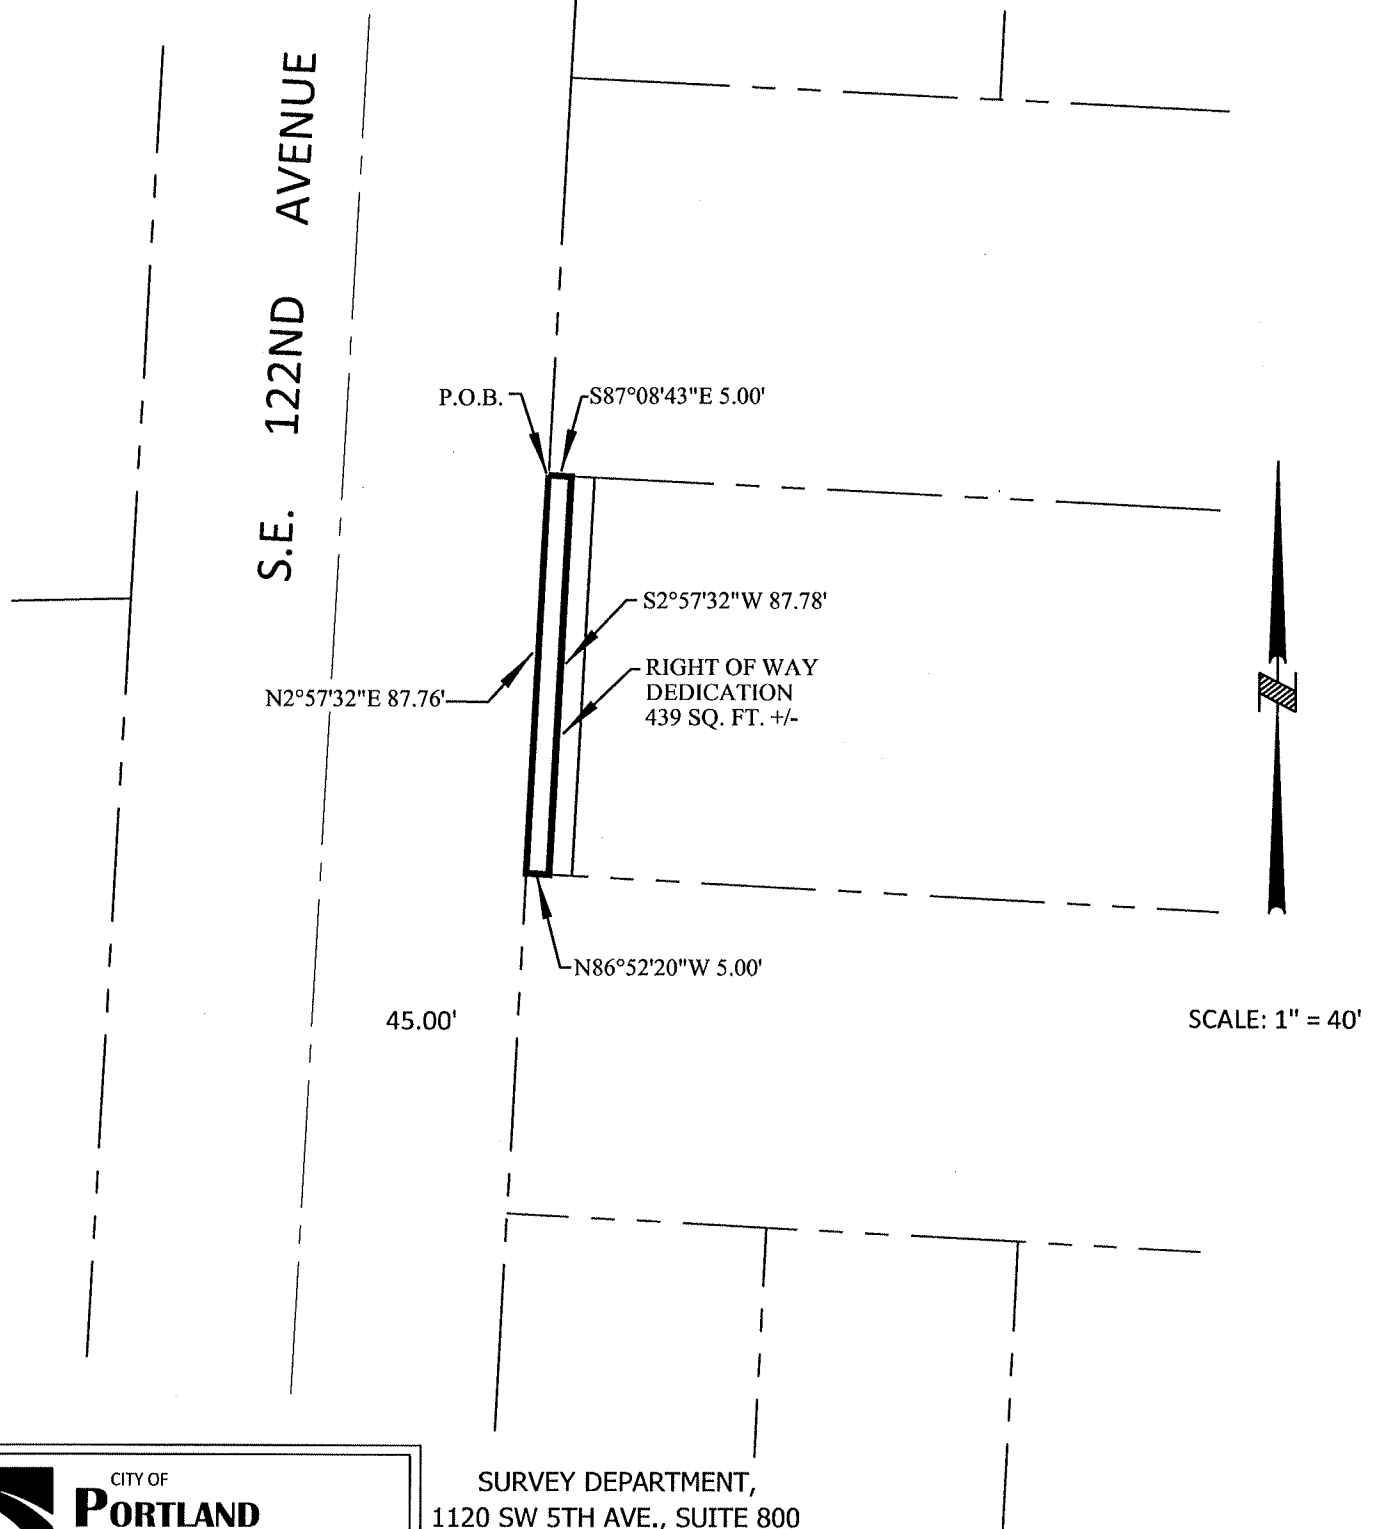 S.E. 122ND AVENUE
P.O.B.
S87°08'43"E 5.00'
S2°57'32"W 87.78'
RIGHT OF WAY
DEDICATION
439 SQ. FT. +/-
N2°57'32"E 87.76'
N86°52'20"W 5.00'
45.00'
SCALE: 1" = 40'
CITY OF
PORTLAND
SURVEY DEPARTMENT,
1120 SW 5TH AVE., SUITE 800